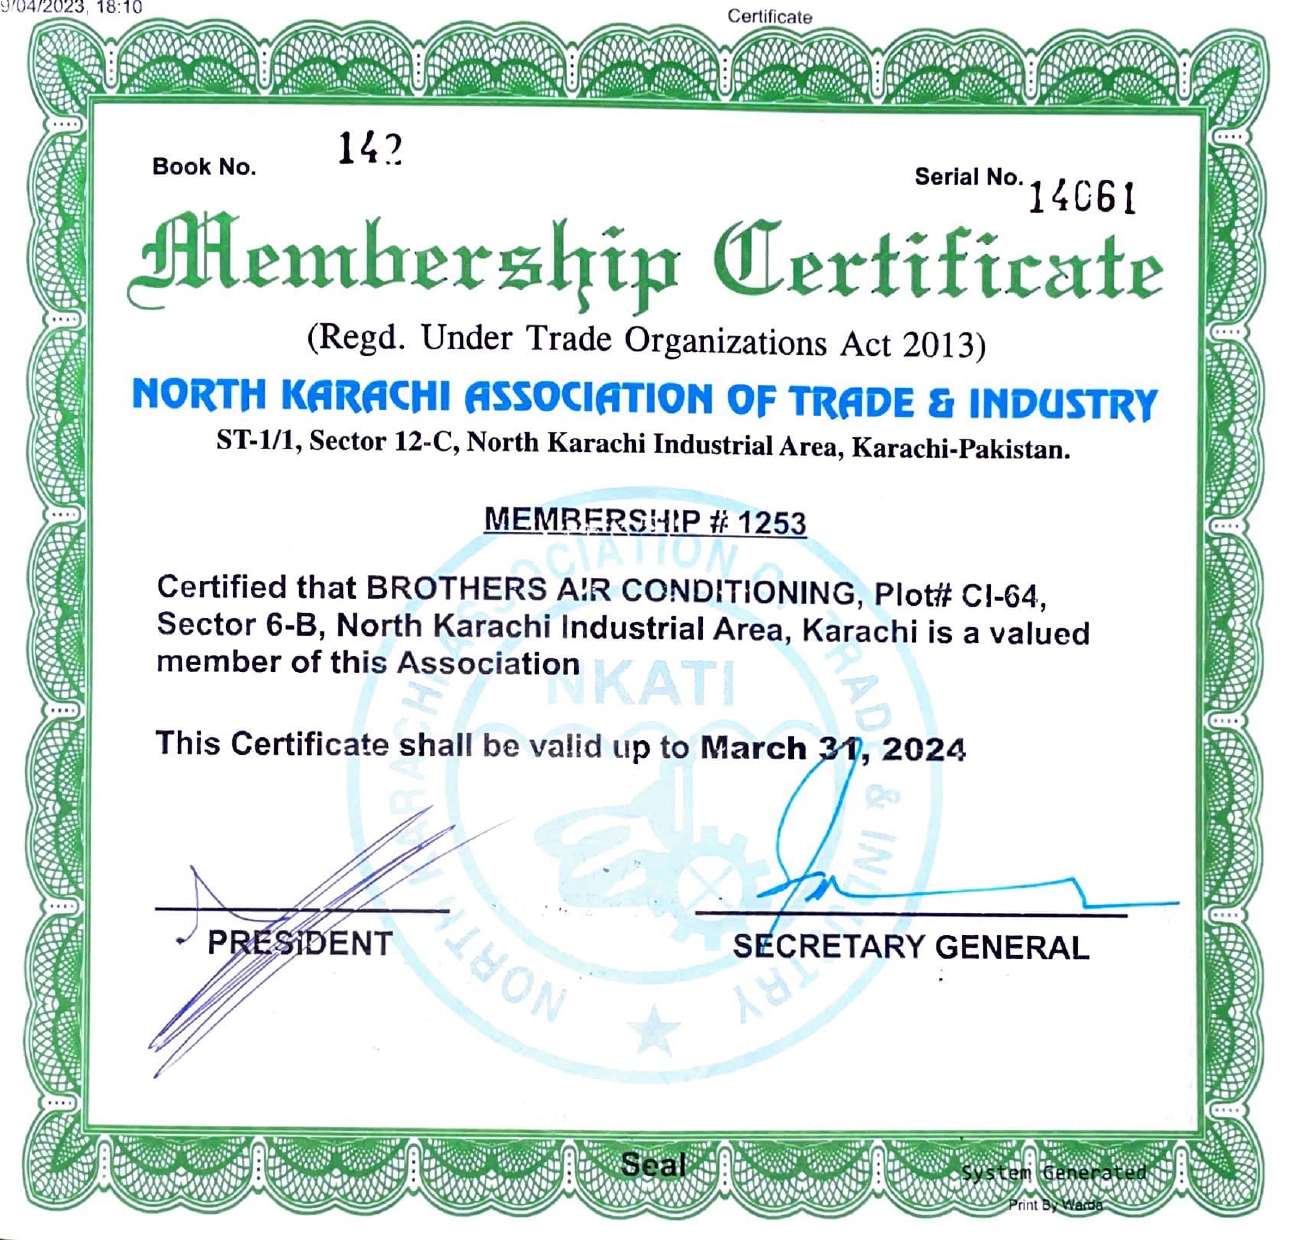 9/04/2023, 18:10
Certificate
Book No. 142
Serial No. 14061
Membership Certificate
(Regd. Under Trade Organizations Act 2013)
NORTH KARACHI ASSOCIATION OF TRADE & INDUSTRY
ST-1/1, Sector 12-C, North Karachi Industrial Area, Karachi-Pakistan.
MEMBERSHIP # 1253
Certified that BROTHERS AIR CONDITIONING, Plot# CI-64,
Sector 6-B, North Karachi Industrial Area, Karachi is a valued
member of this Association
NKATI
NORTH KARACHI ASSOCIATION OF TRADE & INDUSTRY
This Certificate shall be valid up to March 31, 2024
PRESIDENT
SECRETARY GENERAL
Seal
System Generated
Print By Warda